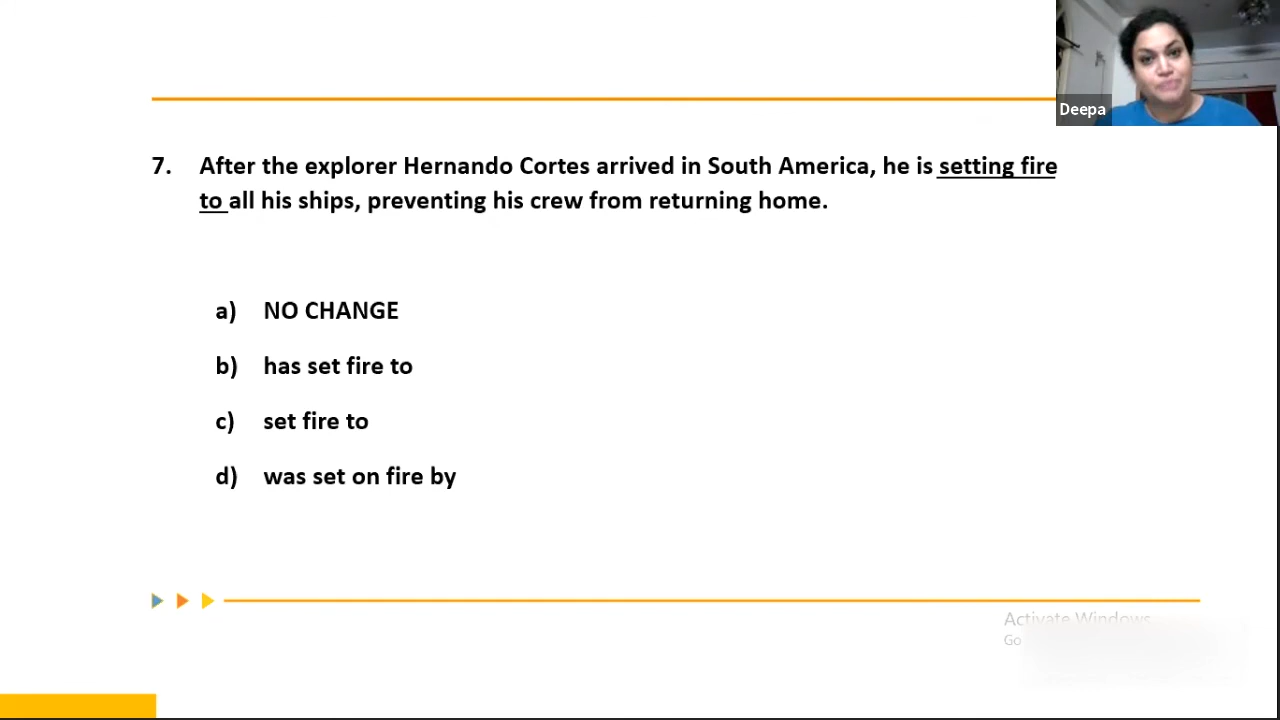 Deepa
7. After the explorer Hernando Cortes arrived in South America, he is setting fire
to all his ships, preventing his crew from returning home.
a) NO CHANGE
b) has set fire to
c) set fire to
d) was set on fire by
Activate Windows
Go